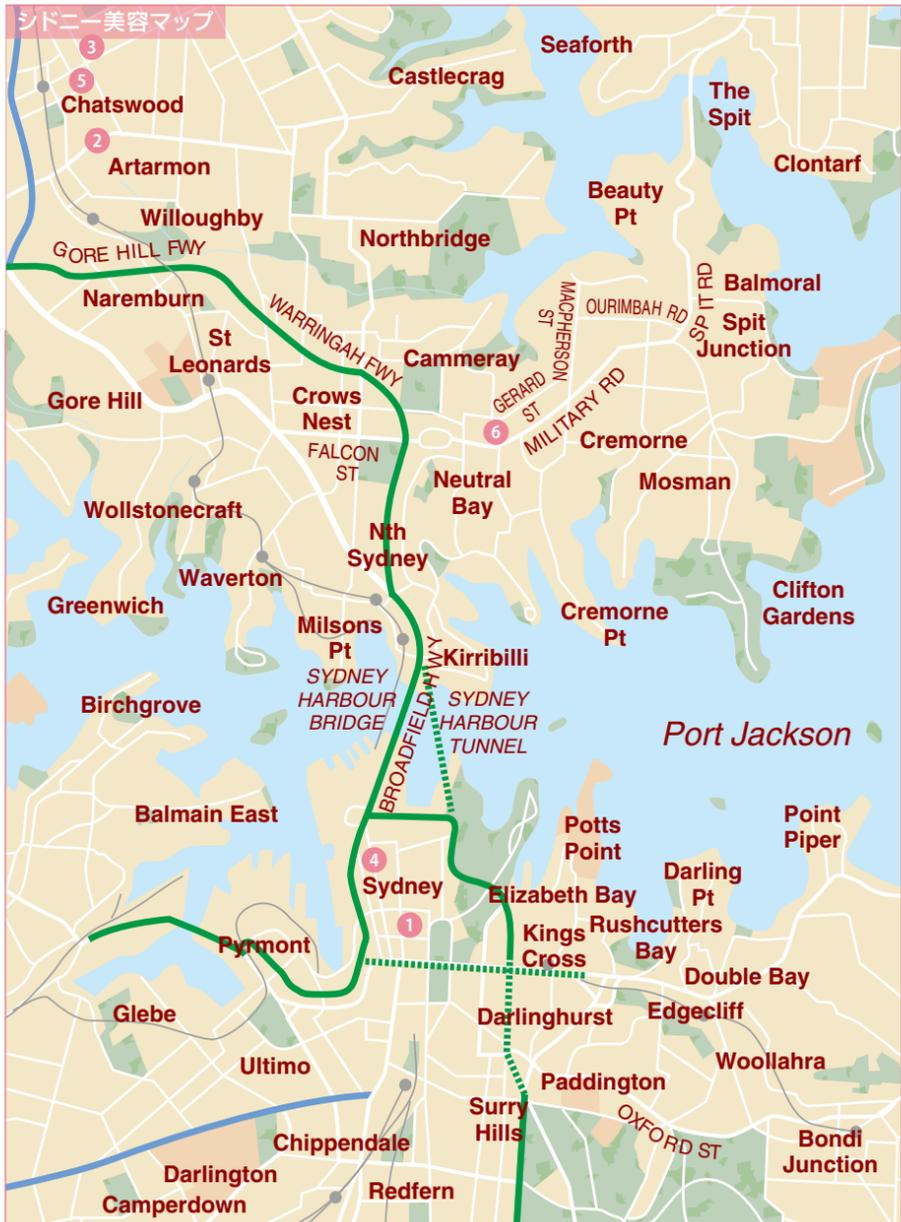 シドニー美容マップ
3
Seaforth
Castlecrag
5
Chatswood
The
Spit
2
Artarmon
Clontarf
Beauty
Pt
Willoughby
Northbridge
GORE HILL FWY
Naremburn
WARRINGAH FWY
MACPHERSON
ST
OURIMBAH RD
SPIT RD
Balmoral
Spit
Junction
St
Leonards
Cammeray
Gore Hill
Crows
Nest
GERARD
ST
MILITARY RD
6
Cremorne
FALCON
ST
Neutral
Bay
Mosman
Wollstonecraft
Nth
Sydney
Waverton
Greenwich
Clifton
Gardens
Cremorne
Pt
Milsons
Pt
Kirribilli
SYDNEY
HARBOUR
BRIDGE
BROADFIELD HWY
SYDNEY
HARBOUR
TUNNEL
Birchgrove
Port Jackson
Balmain East
Potts
Point
Point
Piper
4
Sydney
Darling
Pt
Elizabeth Bay
1
Kings
Cross
Rushcutters
Bay
Pyrmont
Double Bay
Glebe
Darlinghurst
Edgecliff
Ultimo
Woollahra
Paddington
Surry
Hills
OXFORD ST
Chippendale
Bondi
Junction
Darlington
Camperdown
Redfern